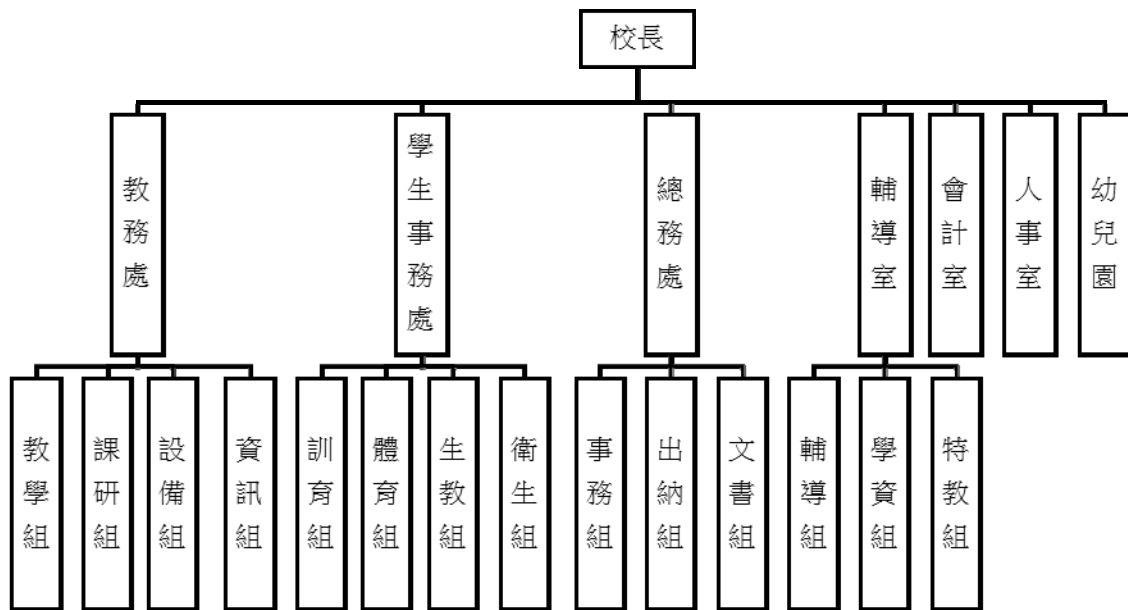 校長
教務處
學生事務處
總務處
輔導室
會計室
人事室
幼兒園
教學組
課研組
設備組
資訊組
訓育組
體育組
生教組
衛生組
事務組
出納組
文書組
輔導組
學資組
特教組